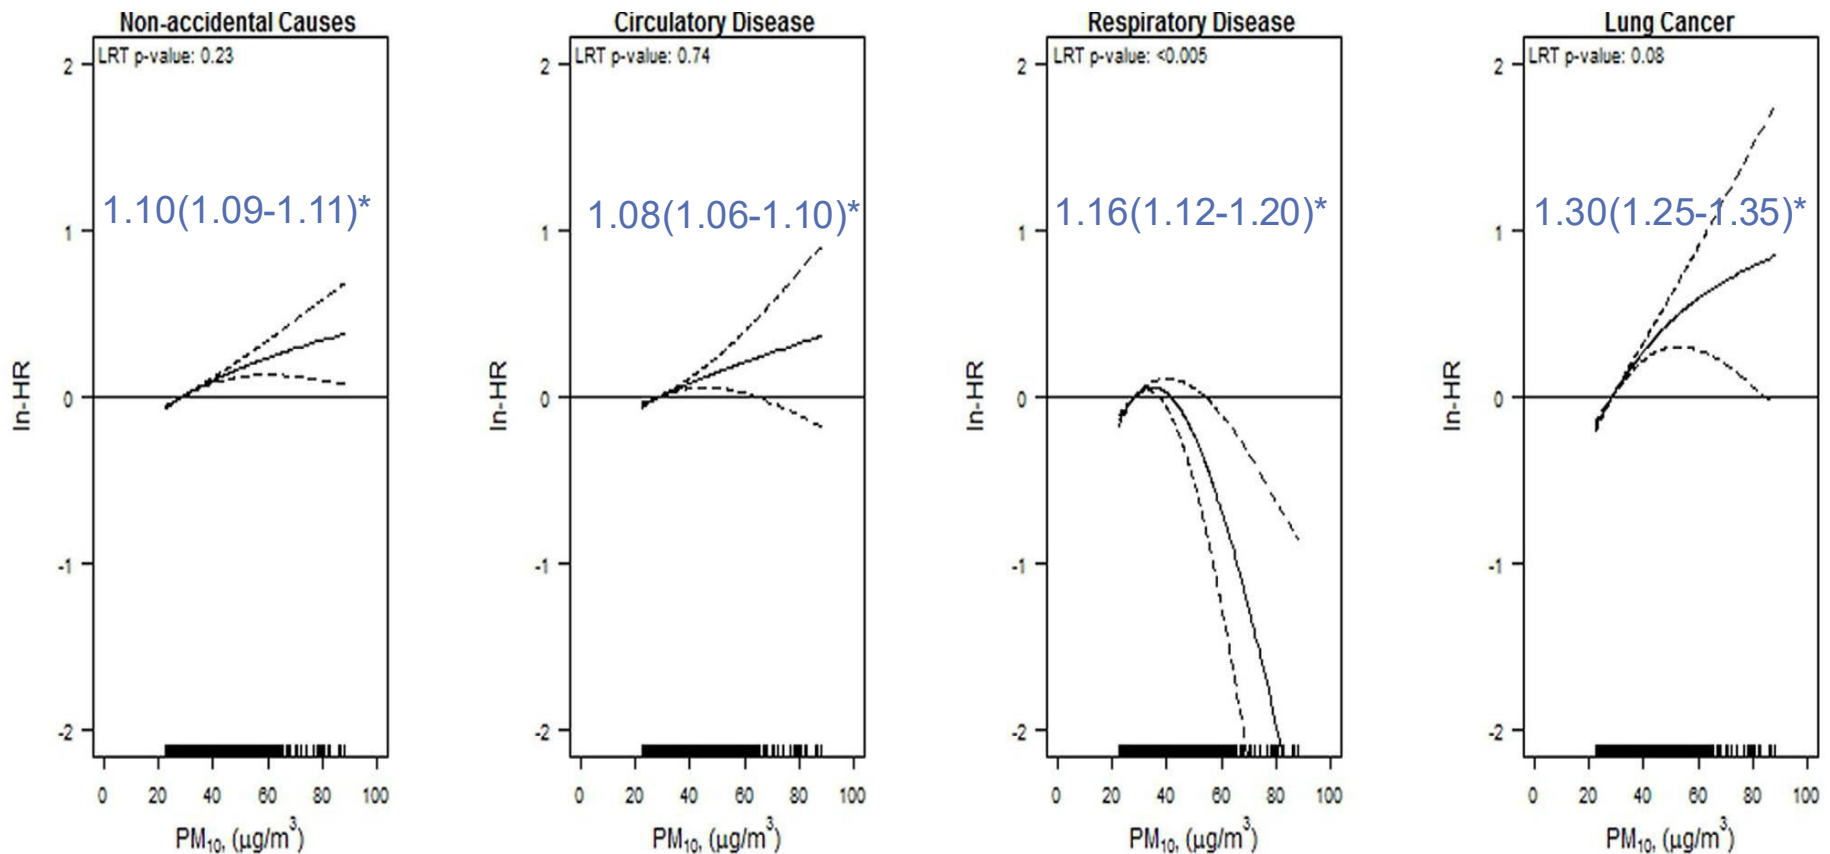 Non-accidental Causes
LRT p-value: 0.23
1.10(1.09-1.11)*
2
1
0
-1
-2
ln-HR
0 20 40 60 80 100
PM10, (µg/m3)
Circulatory Disease
LRT p-value: 0.74
1.08(1.06-1.10)*
2
1
0
-1
-2
ln-HR
0 20 40 60 80 100
PM10, (µg/m3)
Respiratory Disease
LRT p-value: <0.005
1.16(1.12-1.20)*
2
1
0
-1
-2
ln-HR
0 20 40 60 80 100
PM10, (µg/m3)
Lung Cancer
LRT p-value: 0.08
1.30(1.25-1.35)*
2
1
0
-1
-2
ln-HR
0 20 40 60 80 100
PM10, (µg/m3)